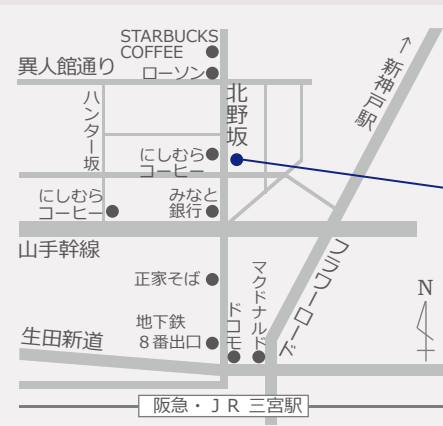 STARBUCKS
COFFEE
ローソン
異人館通り
ハンター坂
北野坂
↑新神戸駅
にしむら
コーヒー
にしむら
コーヒー
みなと
銀行
山手幹線
フラワーロード
正家そば
マクドナルド
ドコモ
地下鉄
8番出口
生田新道
N
阪急・JR 三宮駅